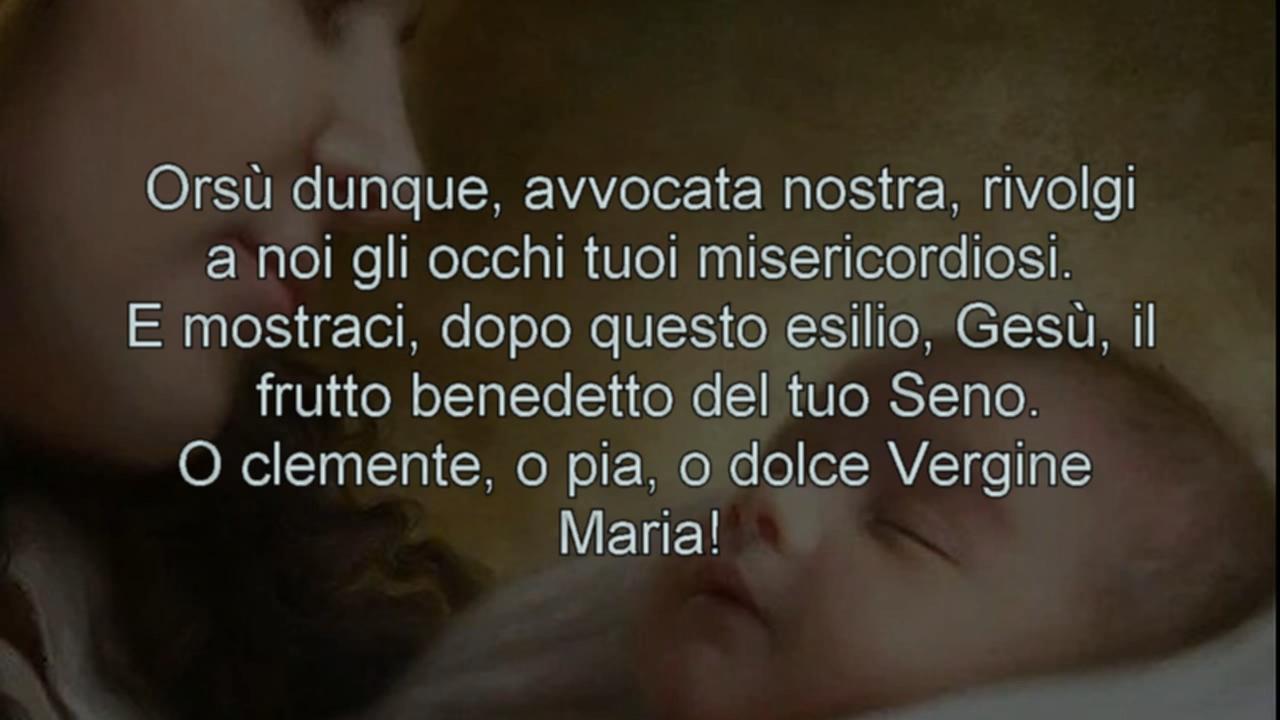 Orsù dunque, avvocata nostra, rivolgi
a noi gli occhi tuoi misericordiosi.
E mostraci, dopo questo esilio, Gesù, il
frutto benedetto del tuo Seno.
O clemente, o pia, o dolce Vergine
Maria!